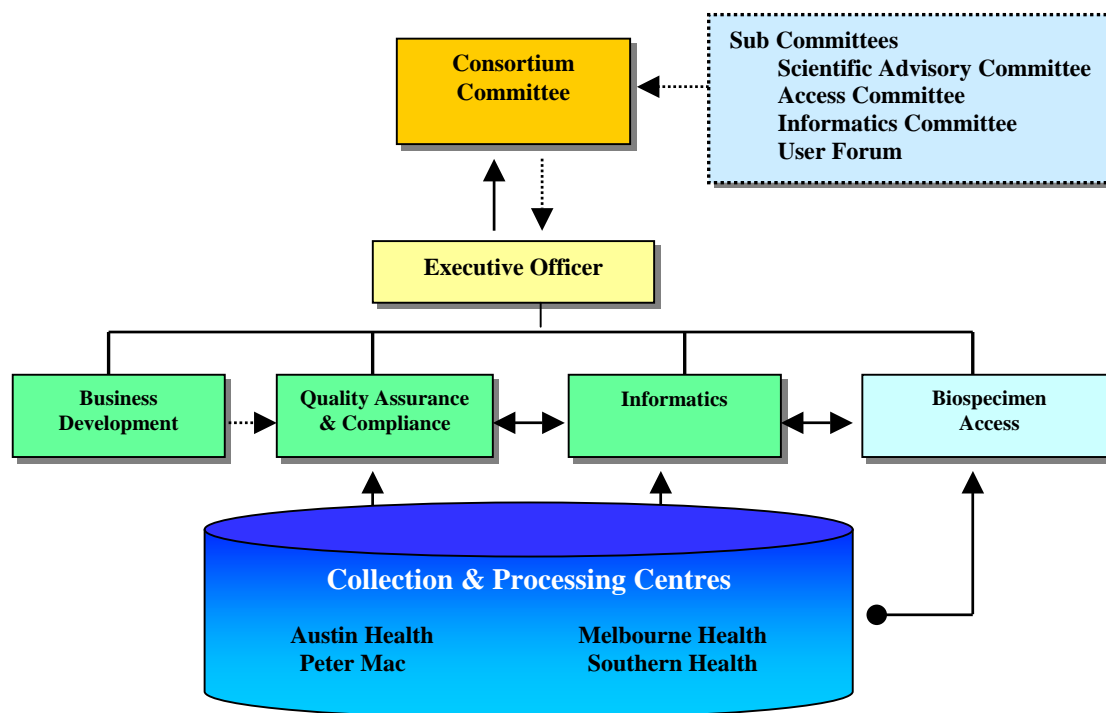 Consortium
Committee
Sub Committees
Scientific Advisory Committee
Access Committee
Informatics Committee
User Forum
Executive Officer
Business
Development
Quality Assurance
& Compliance
Informatics
Biospecimen
Access
Collection & Processing Centres
Austin Health
Peter Mac
Melbourne Health
Southern Health